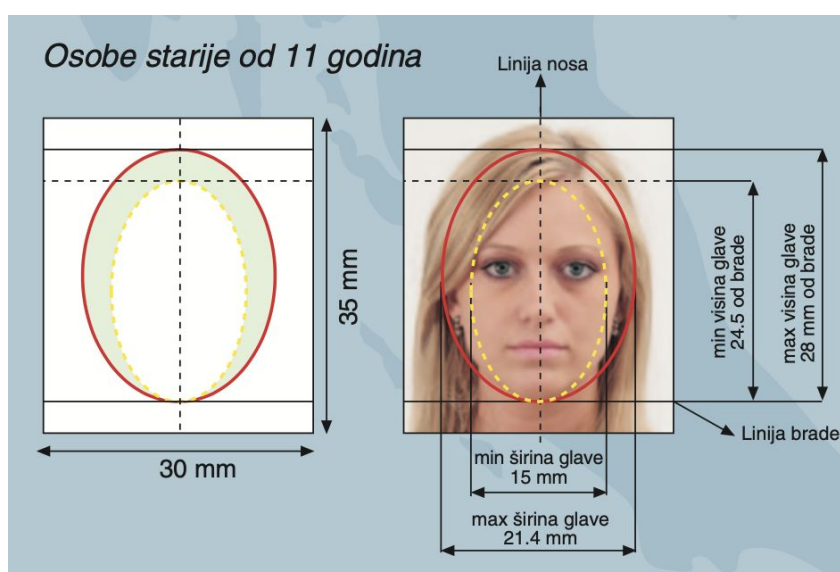 Osobe starije od 11 godina
Linija nosa
35 mm
30 mm
min visina glave
24.5 od brade
max visina glave
28 mm od brade
Linija brade
min širina glave
15 mm
max širina glave
21.4 mm